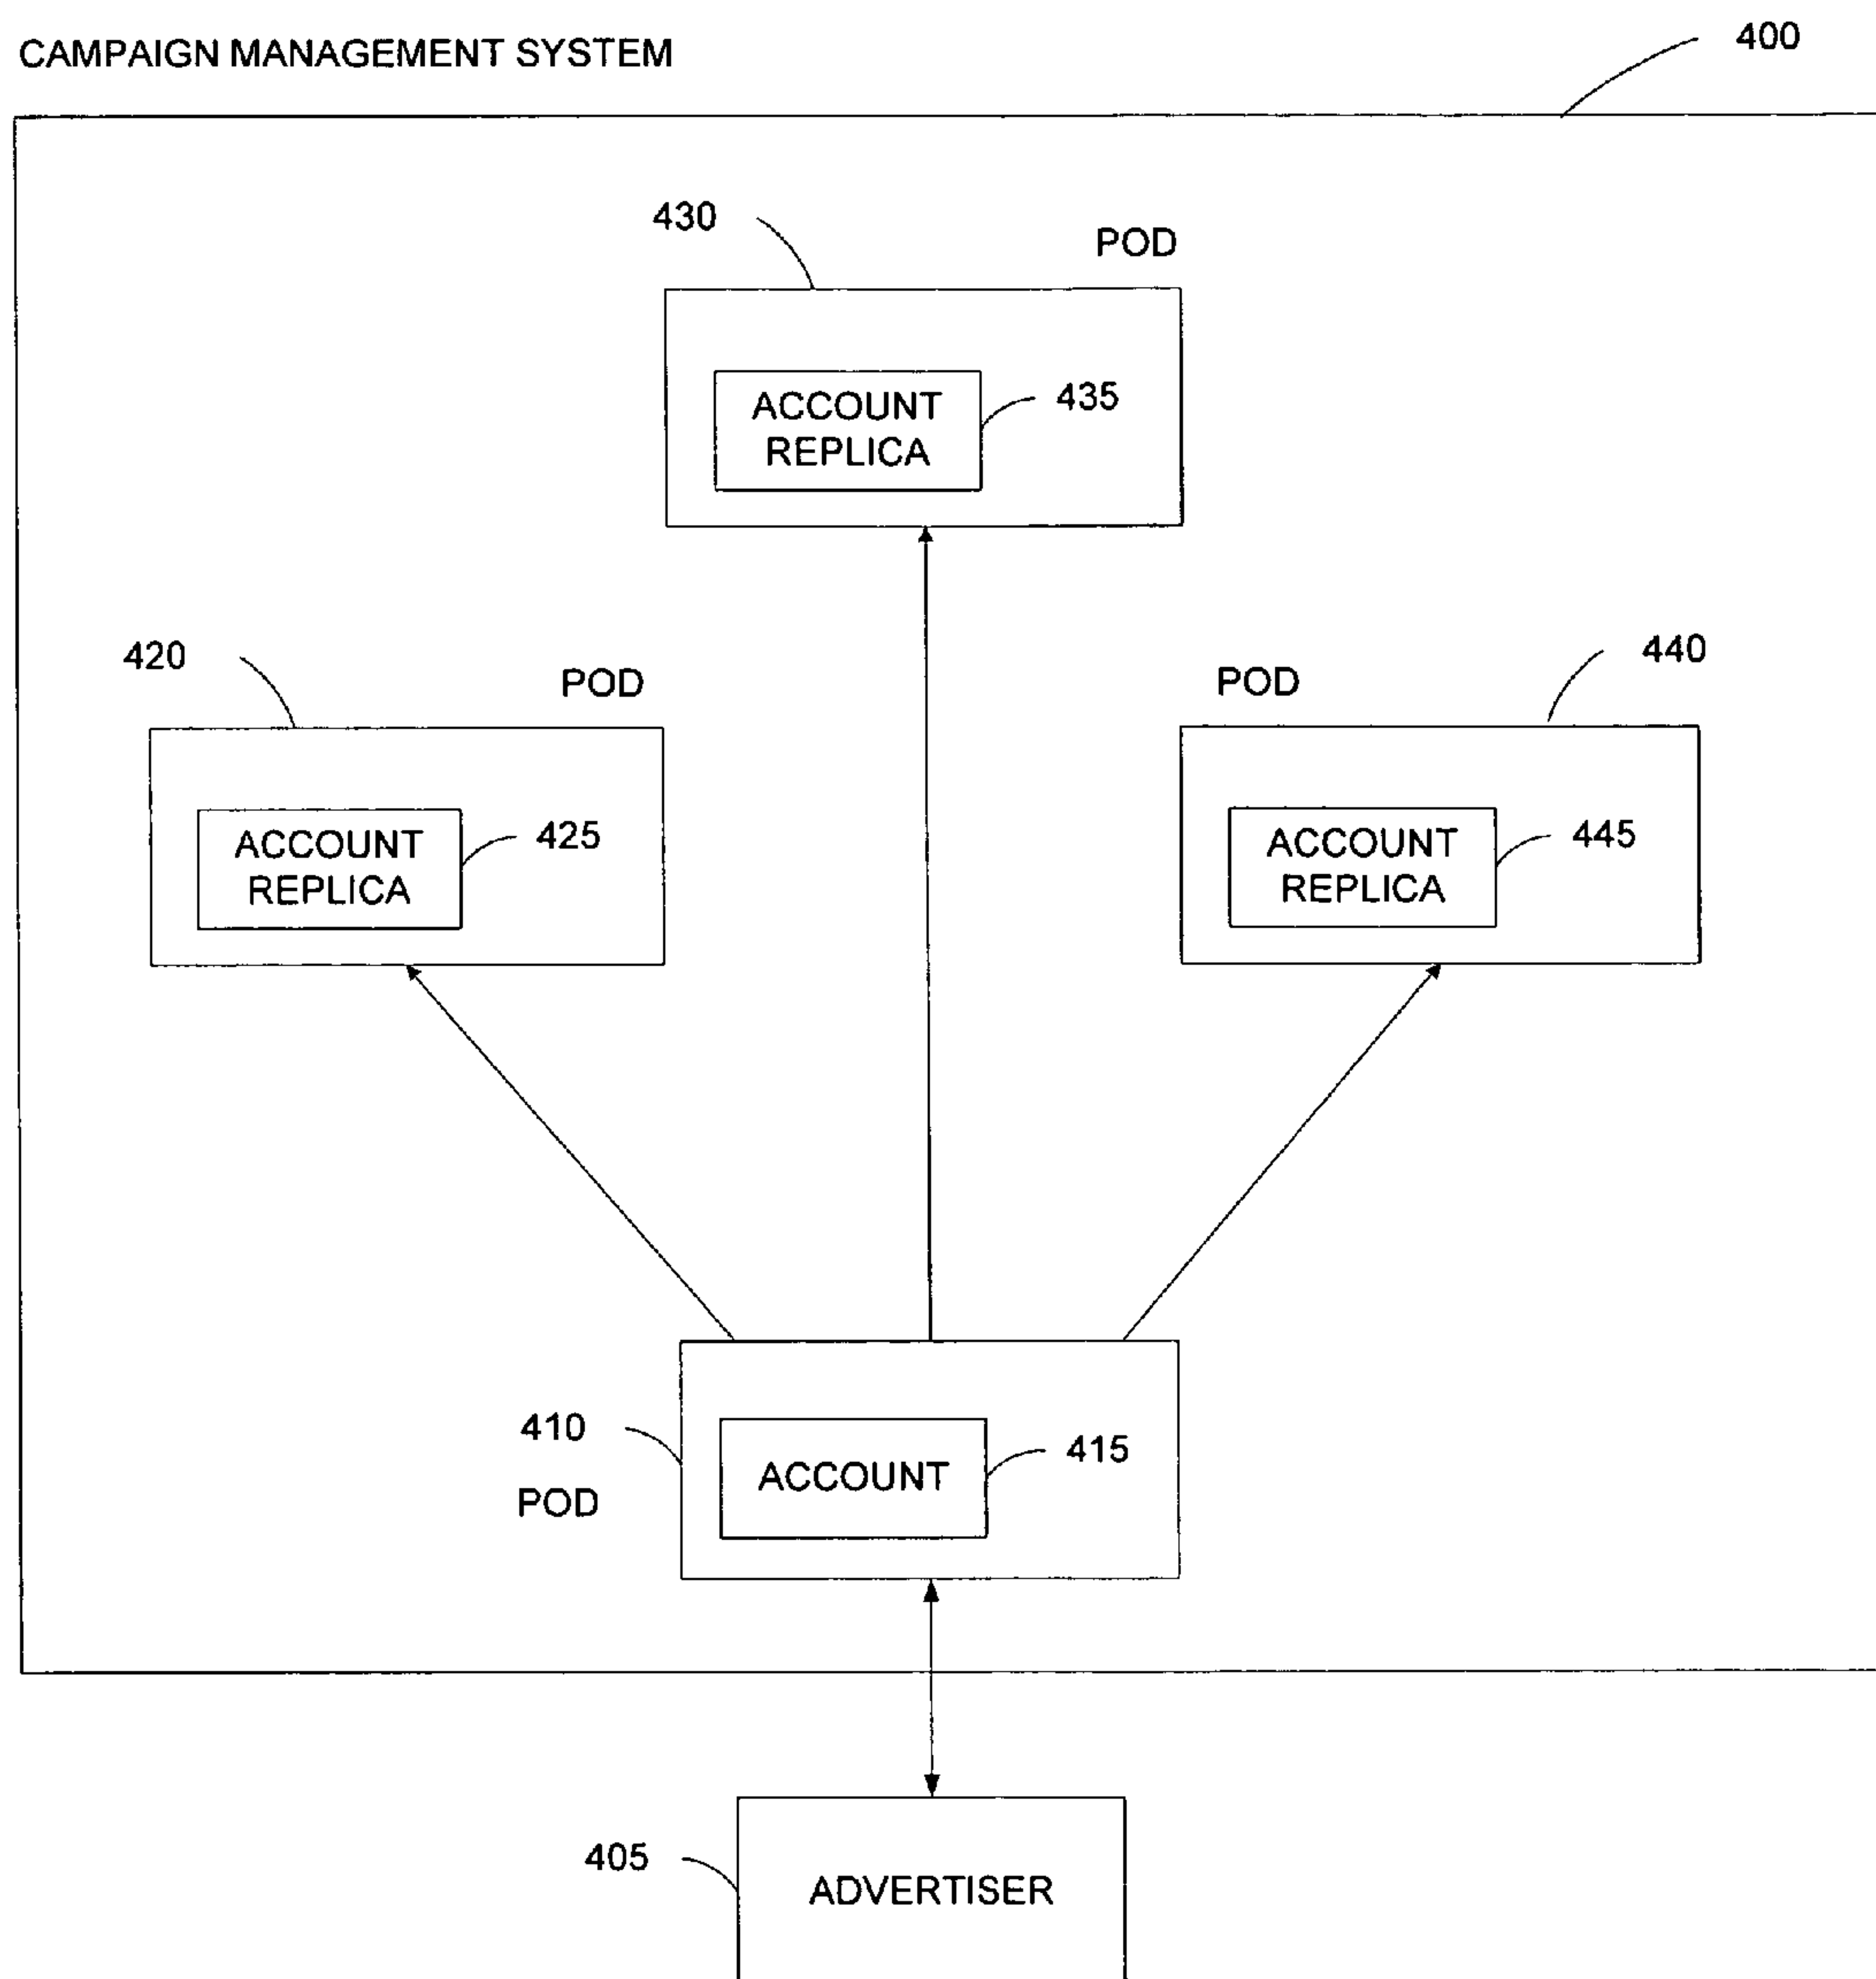 CAMPAIGN MANAGEMENT SYSTEM
400
430
POD
ACCOUNT
REPLICA
435
420
POD
POD
440
ACCOUNT
REPLICA
425
ACCOUNT
REPLICA
445
410
POD
ACCOUNT
415
405
ADVERTISER